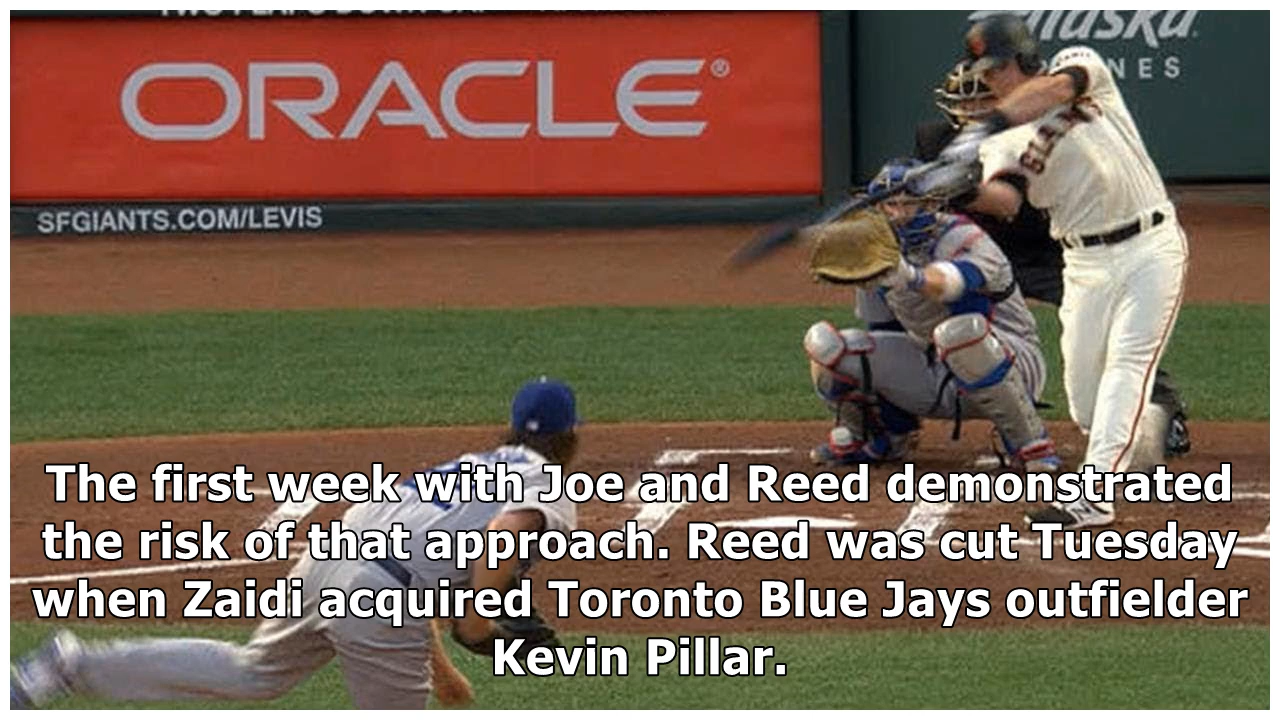 ORACLE®
Alaska
SFGIANTS.COM/LEVIS
The first week with Joe and Reed demonstrated
the risk of that approach. Reed was cut Tuesday
when Zaidi acquired Toronto Blue Jays outfielder
Kevin Pillar.